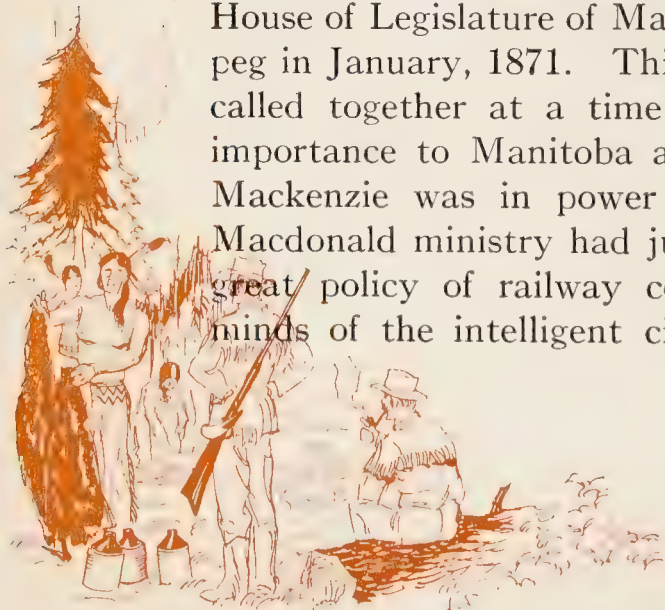 House of Legislature of Ma
peg in January, 1871. Thi
called together at a time
importance to Manitoba a
Mackenzie was in power
Macdonald ministry had ju
great policy of railway c
minds of the intelligent c